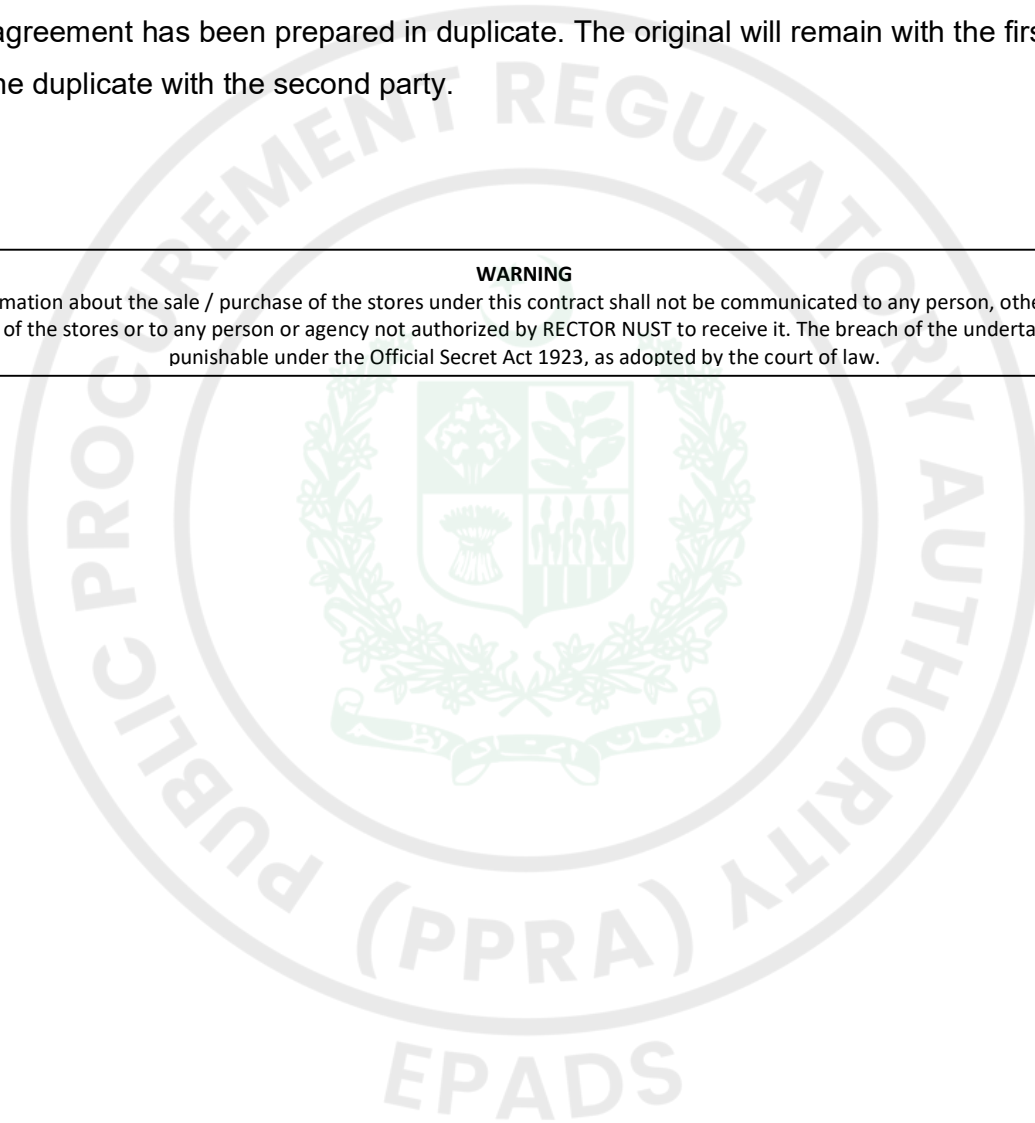 agreement has been prepared in duplicate. The original will remain with the firs
he duplicate with the second party.
WARNING
mation about the sale / purchase of the stores under this contract shall not be communicated to any person, othe
of the stores or to any person or agency not authorized by RECTOR NUST to receive it. The breach of the underta
punishable under the Official Secret Act 1923, as adopted by the court of law.
PUBLIC PROCUREMENT REGULATORY AUTHORITY
(PPRA)
EPADS